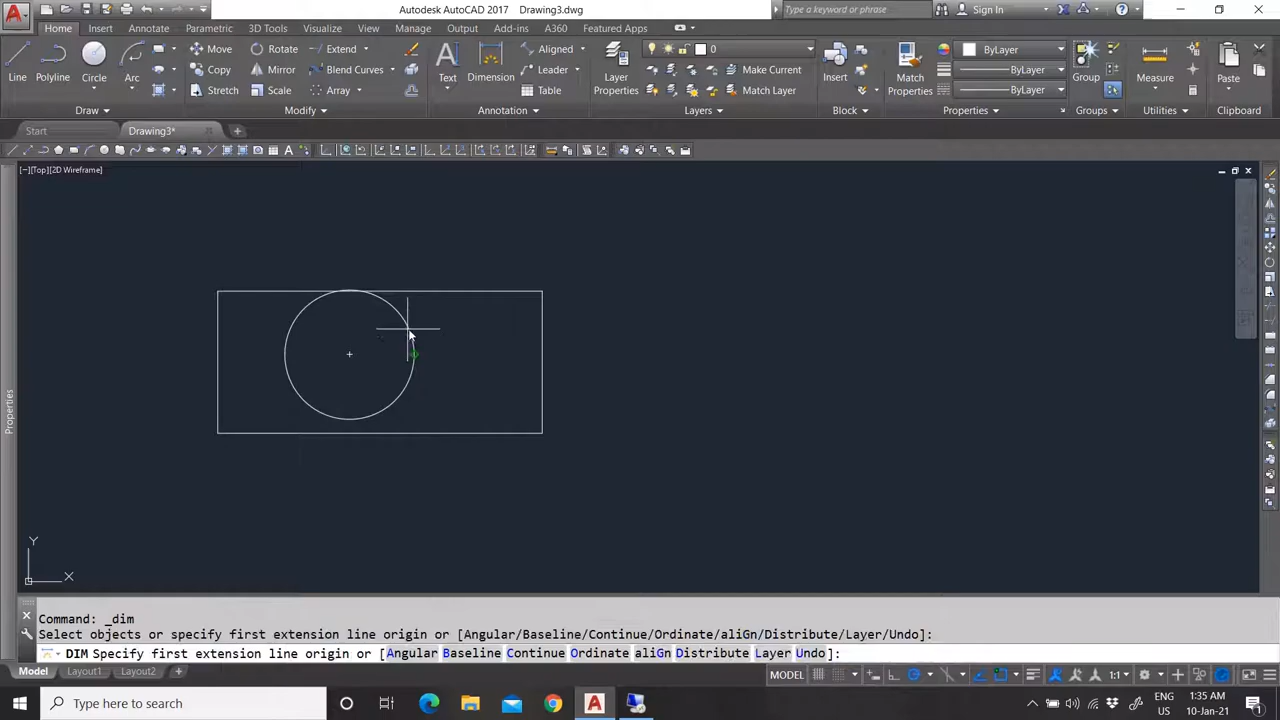 Autodesk AutoCAD 2017 Drawing3.dwg
Type a keyword or phrase
Sign In
Home Insert Annotate Parametric 3D Tools Visualize View Manage Output Add-ins A360 Featured Apps
Line Polyline Circle Arc
Move Rotate Extend
Copy Mirror Blend Curves
Stretch Scale Array
Text Dimension
Aligned
Leader
Table
Layer
Properties
0
Make Current
Match Layer
Insert
Match
Properties
ByLayer
ByLayer
ByLayer
Group
Measure
Paste
Draw Modify Annotation Layers Block Properties Groups Utilities Clipboard
Start Drawing3*
[−][Top][2D Wireframe]
Properties
Y
X
Command: _dim
Select objects or specify first extension line origin or [Angular/Baseline/Continue/Ordinate/aliGn/Distribute/Layer/Undo]:
DIM Specify first extension line origin or [Angular Baseline Continue Ordinate aliGn Distribute Layer Undo]:
Model Layout1 Layout2 +
MODEL 1:1
Type here to search
ENG
US
1:35 AM
10-Jan-21